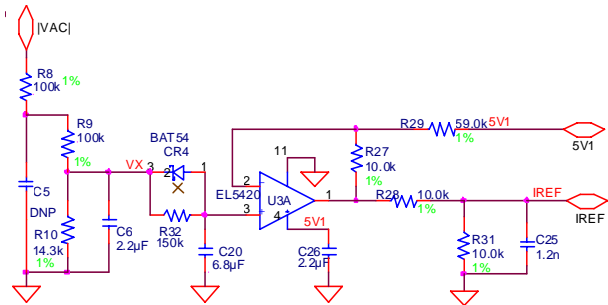 |VAC|
R8
100k
1%
R9
100k
1%
C5
DNP
R10
14.3k
1%
C6
2.2µF
VX
BAT54
CR4
3
2
1
R32
150k
C20
6.8µF
EL5420
2
3
11
U3A
4
1
5V1
C26
2.2µF
R27
10.0k
1%
R29
59.0k
1%
5V1
5V1
R28
10.0k
1%
IREF
IREF
R31
10.0k
1%
C25
1.2n